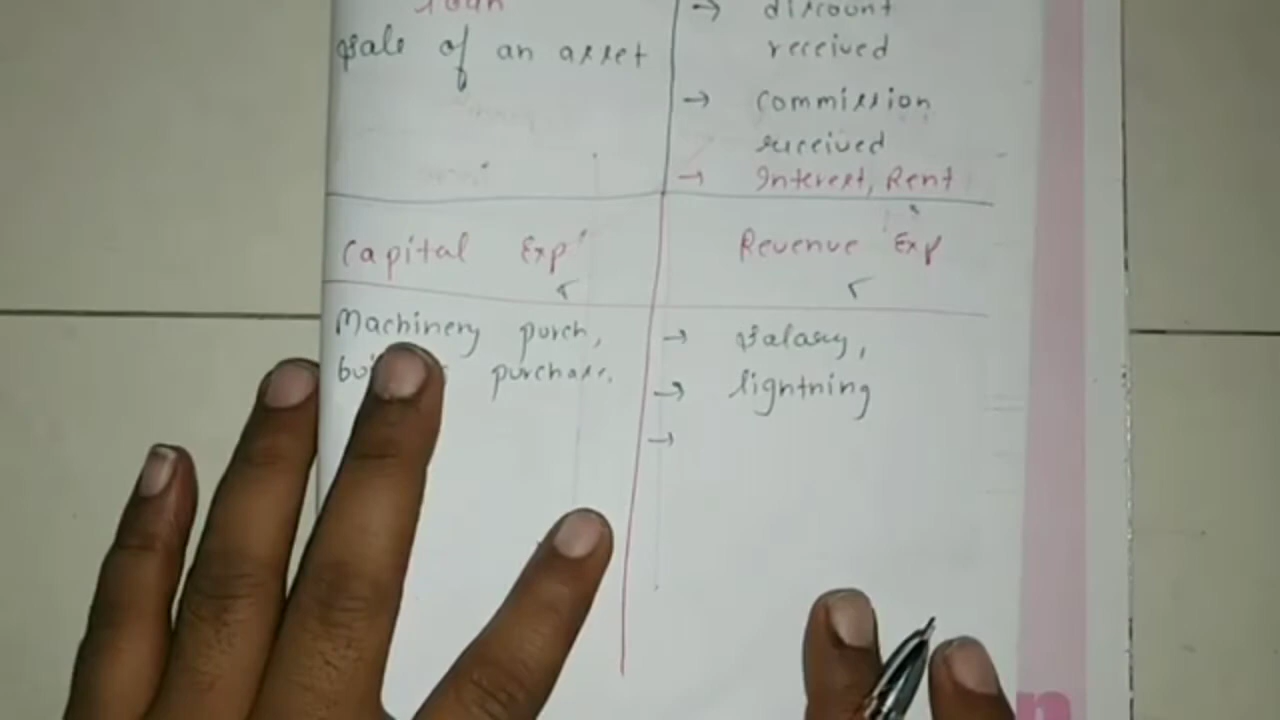 loan
Sale of an asset
→ discount
received
→ Commission
received
→ Interest, Rent
Capital Exp
Revenue Exp
Machinery purch,
purchase,
→ Salary,
→ lightning
→
n